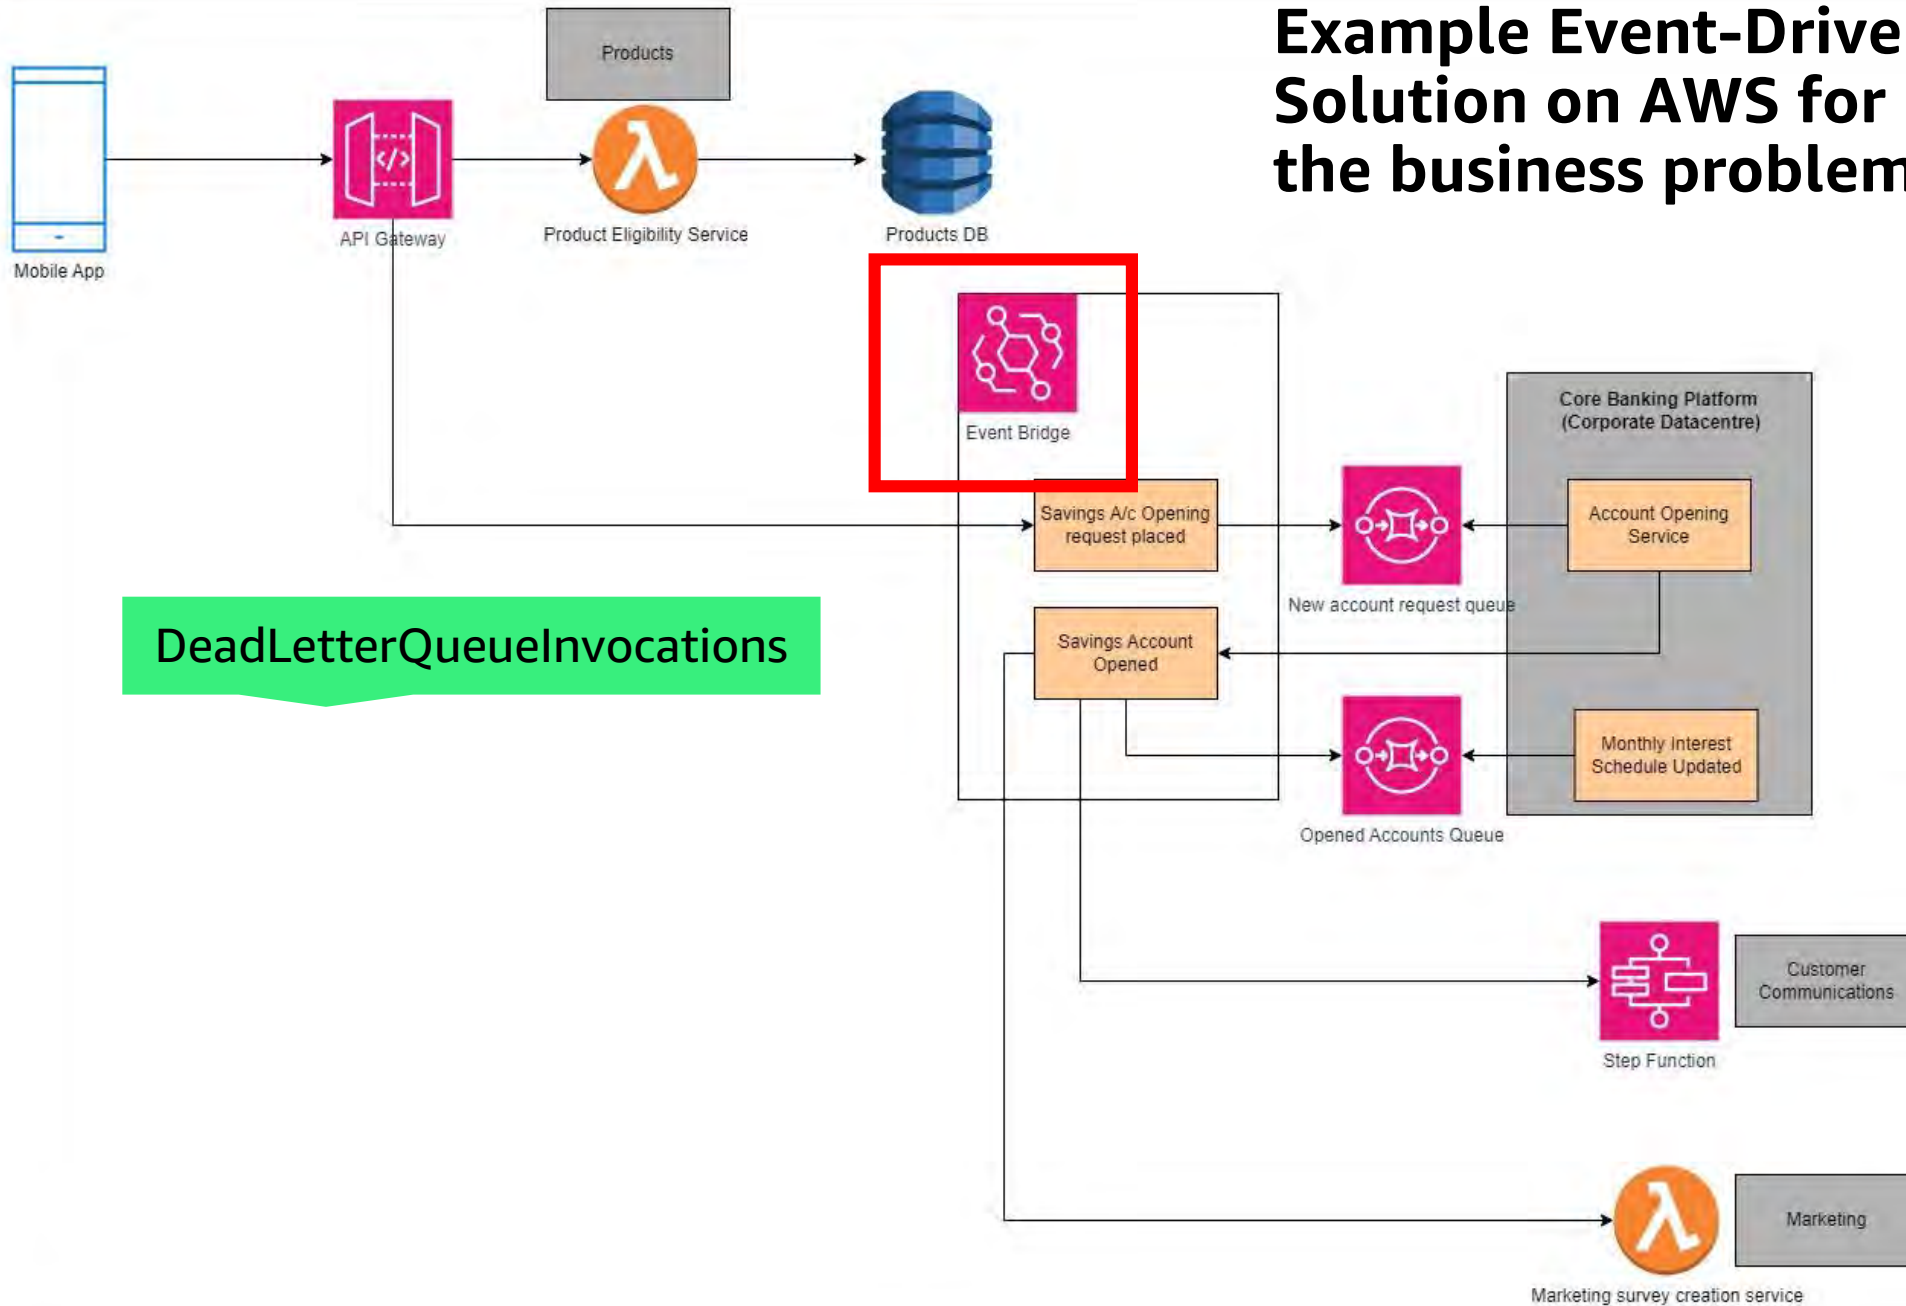 Example Event-Drive
Solution on AWS for
the business problem
Products
</>
API Gateway
Product Eligibility Service
Products DB
Mobile App
Event Bridge
Core Banking Platform
(Corporate Datacentre)
Savings A/c Opening
request placed
Account Opening
Service
New account request queue
DeadLetterQueueInvocations
Savings Account
Opened
Monthly Interest
Schedule Updated
Opened Accounts Queue
Customer
Communications
Step Function
Marketing
Marketing survey creation service